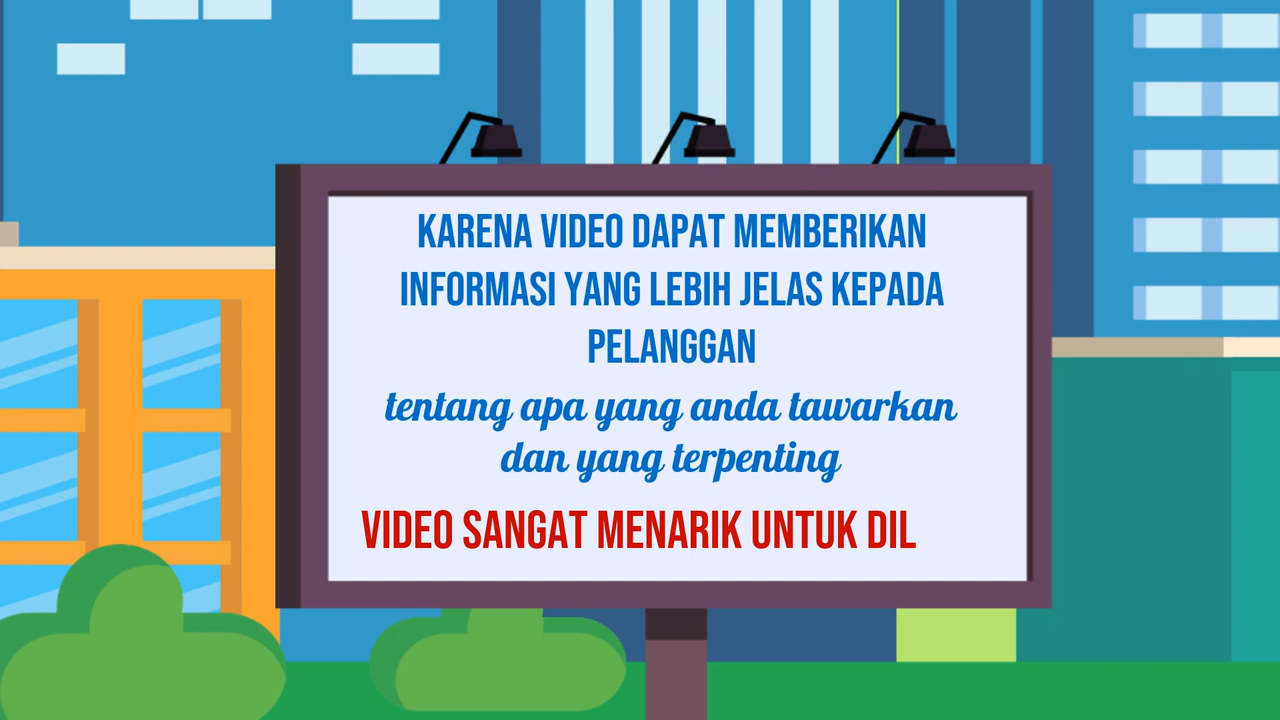 KARENA VIDEO DAPAT MEMBERIKAN
INFORMASI YANG LEBIH JELAS KEPADA
PELANGGAN
tentang apa yang anda tawarkan
dan yang terpenting
VIDEO SANGAT MENARIK UNTUK DIL